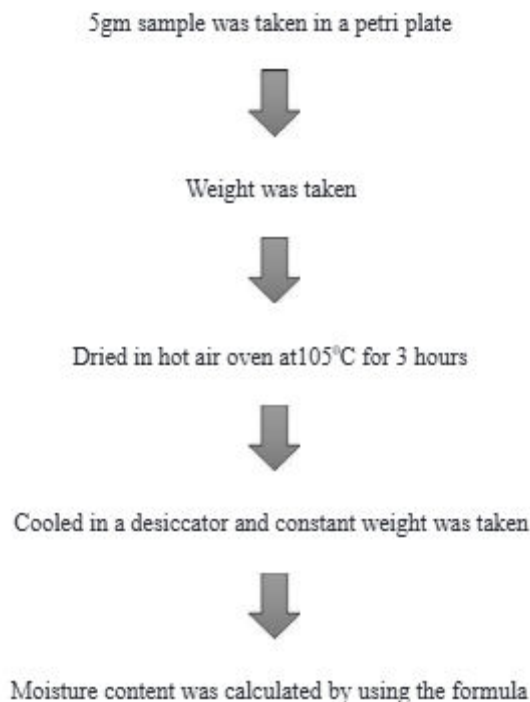 5gm sample was taken in a petri plate
Weight was taken
Dried in hot air oven at105⁰C for 3 hours
Cooled in a desiccator and constant weight was taken
Moisture content was calculated by using the formula